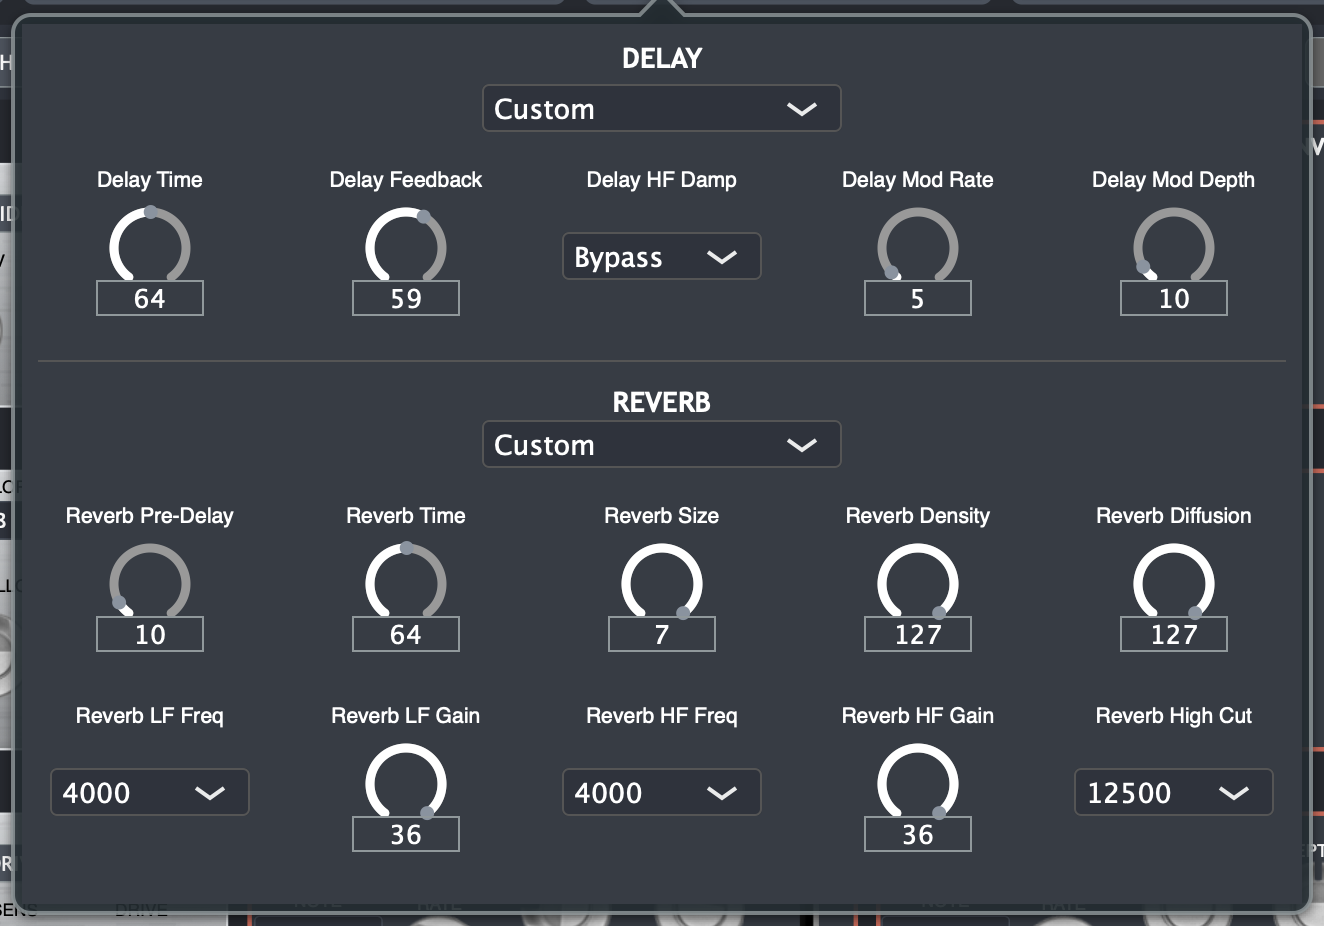 DELAY
Custom
Delay Time
Delay Feedback
Delay HF Damp
Delay Mod Rate
Delay Mod Depth
64
59
Bypass
5
10
REVERB
Custom
Reverb Pre-Delay
Reverb Time
Reverb Size
Reverb Density
Reverb Diffusion
10
64
7
127
127
Reverb LF Freq
Reverb LF Gain
Reverb HF Freq
Reverb HF Gain
Reverb High Cut
4000
36
4000
36
12500
SENS
DRIVE